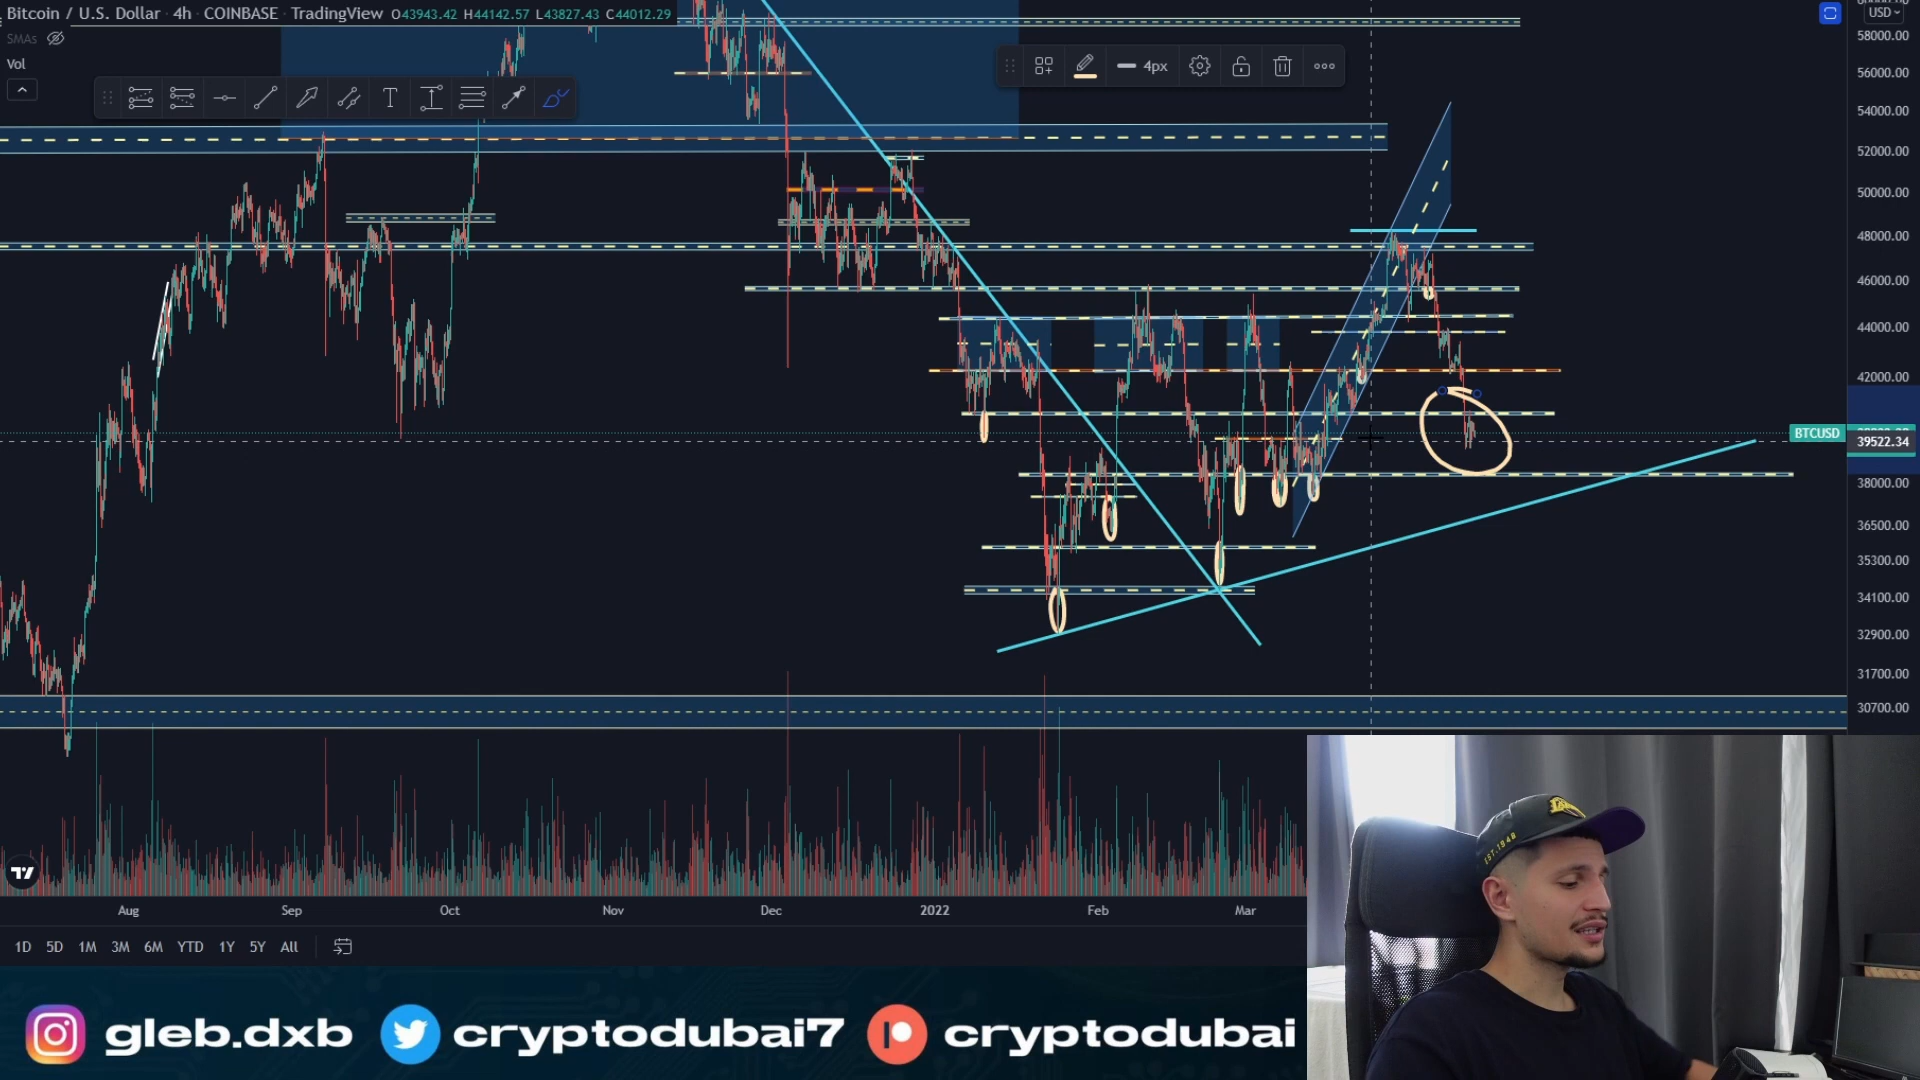 Bitcoin / U.S. Dollar · 4h · COINBASE · TradingView O43943.42 H44142.57 L43827.43 C44012.29
USD
SMAs
Vol
4px
T
58000.00
56000.00
54000.00
52000.00
50000.00
48000.00
46000.00
44000.00
42000.00
BTCUSD
39522.34
38000.00
36500.00
35300.00
34100.00
32900.00
31700.00
30700.00
Aug Sep Oct Nov Dec 2022 Feb Mar
1D 5D 1M 3M 6M YTD 1Y 5Y All
EST.1948
gleb.dxb cryptodubai7 cryptodubai